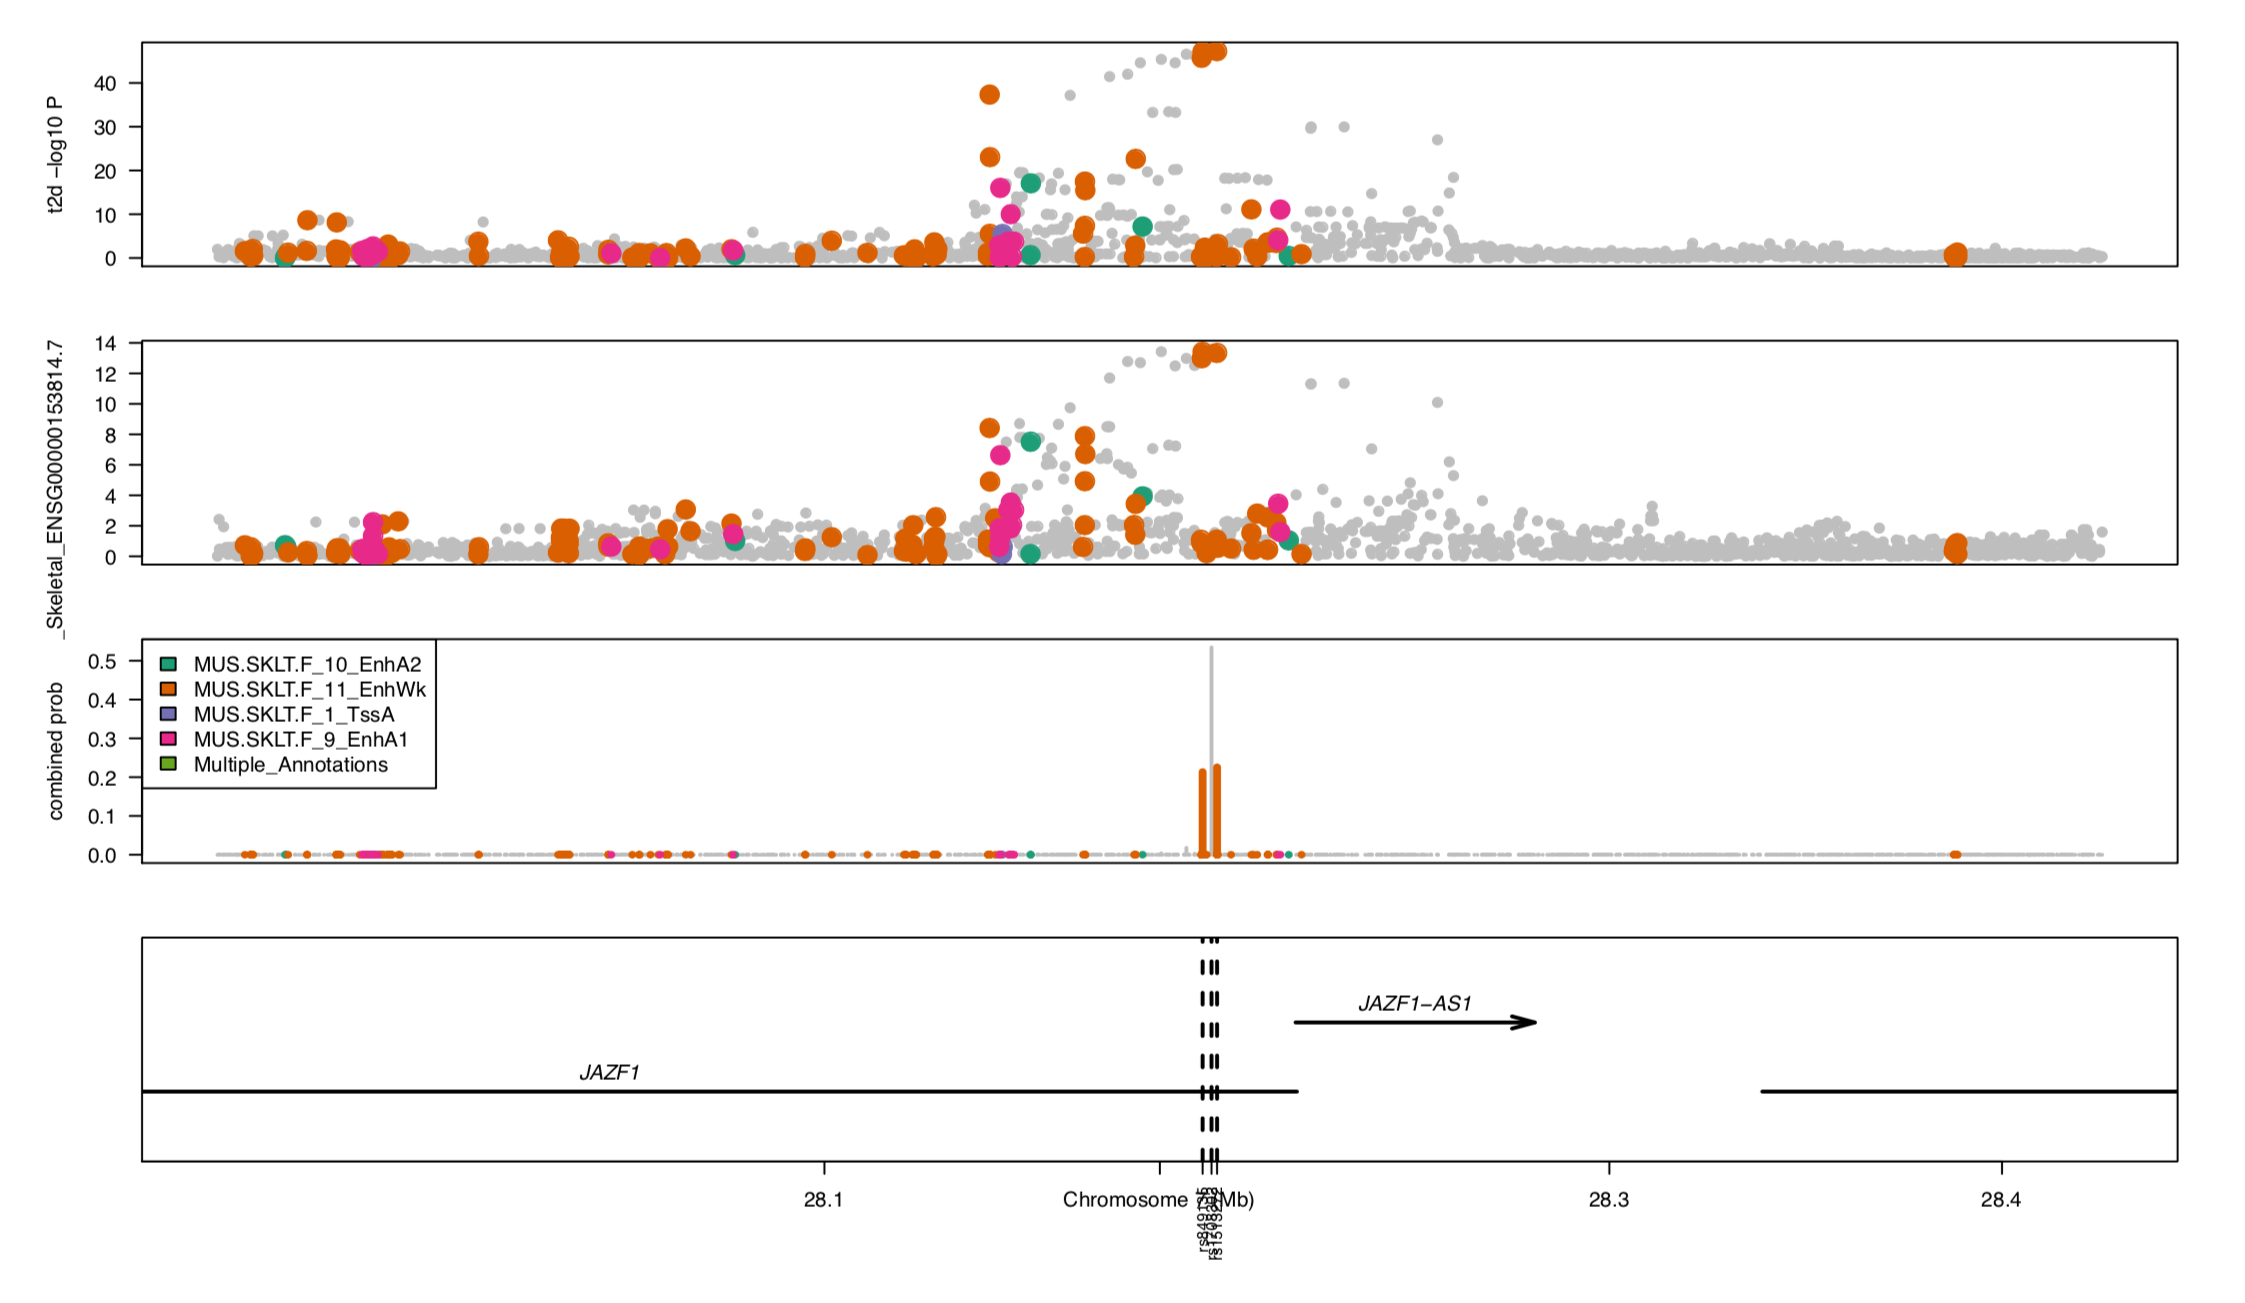 t2d −log10 P
40
30
20
10
0
_Skeletal_ENSG00000153814.7
14
12
10
8
6
4
2
0
combined prob
0.5
0.4
0.3
0.2
0.1
0.0
MUS.SKLT.F_10_EnhA2
MUS.SKLT.F_11_EnhWk
MUS.SKLT.F_1_TssA
MUS.SKLT.F_9_EnhA1
Multiple_Annotations
JAZF1−AS1
JAZF1
28.1
Chromosome
Mb)
28.3
28.4